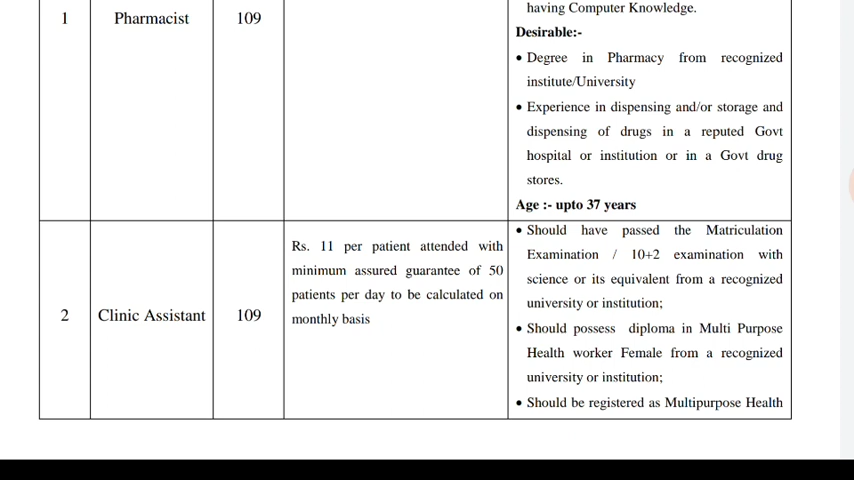 having Computer Knowledge.
1 Pharmacist 109
Desirable:-
• Degree in Pharmacy from recognized
institute/University
• Experience in dispensing and/or storage and
dispensing of drugs in a reputed Govt
hospital or institution or in a Govt drug
stores.
Age :- upto 37 years
2 Clinic Assistant 109
Rs. 11 per patient attended with
minimum assured guarantee of 50
patients per day to be calculated on
monthly basis
• Should have passed the Matriculation
Examination / 10+2 examination with
science or its equivalent from a recognized
university or institution;
• Should possess diploma in Multi Purpose
Health worker Female from a recognized
university or institution;
• Should be registered as Multipurpose Health